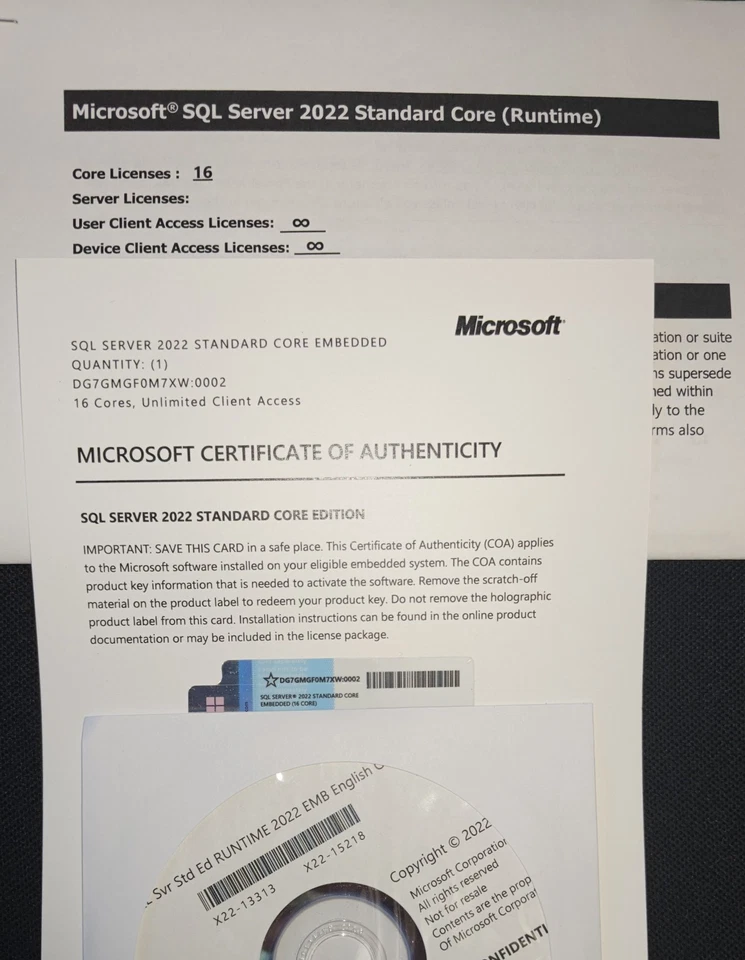 Microsoft® SQL Server 2022 Standard Core (Runtime)
Core Licenses : 16
Server Licenses:
User Client Access Licenses: ∞
Device Client Access Licenses: ∞
ation or suite
ation or one
ns supersede
ned within
ly to the
rms also
Microsoft
SQL SERVER 2022 STANDARD CORE EMBEDDED
QUANTITY: (1)
DG7GMGF0M7XW:0002
16 Cores, Unlimited Client Access
MICROSOFT CERTIFICATE OF AUTHENTICITY
SQL SERVER 2022 STANDARD CORE EDITION
IMPORTANT: SAVE THIS CARD in a safe place. This Certificate of Authenticity (COA) applies
to the Microsoft software installed on your eligible embedded system. The COA contains
product key information that is needed to activate the software. Remove the scratch-off
material on the product label to redeem your product key. Do not remove the holographic
product label from this card. Installation instructions can be found in the online product
documentation or may be included in the license package.
DG7GMGF0M7XW:0002
SQL SERVER® 2022 STANDARD CORE
EMBEDDED (16 CORE)
Svr Std Ed RUNTIME 2022 EMB English
X22-13313 X22-15218
Copyright © 2022
Microsoft Corporation
All rights reserved
Not for resale
Contents are the prop
Of Microsoft Corpora
NFIDENTI